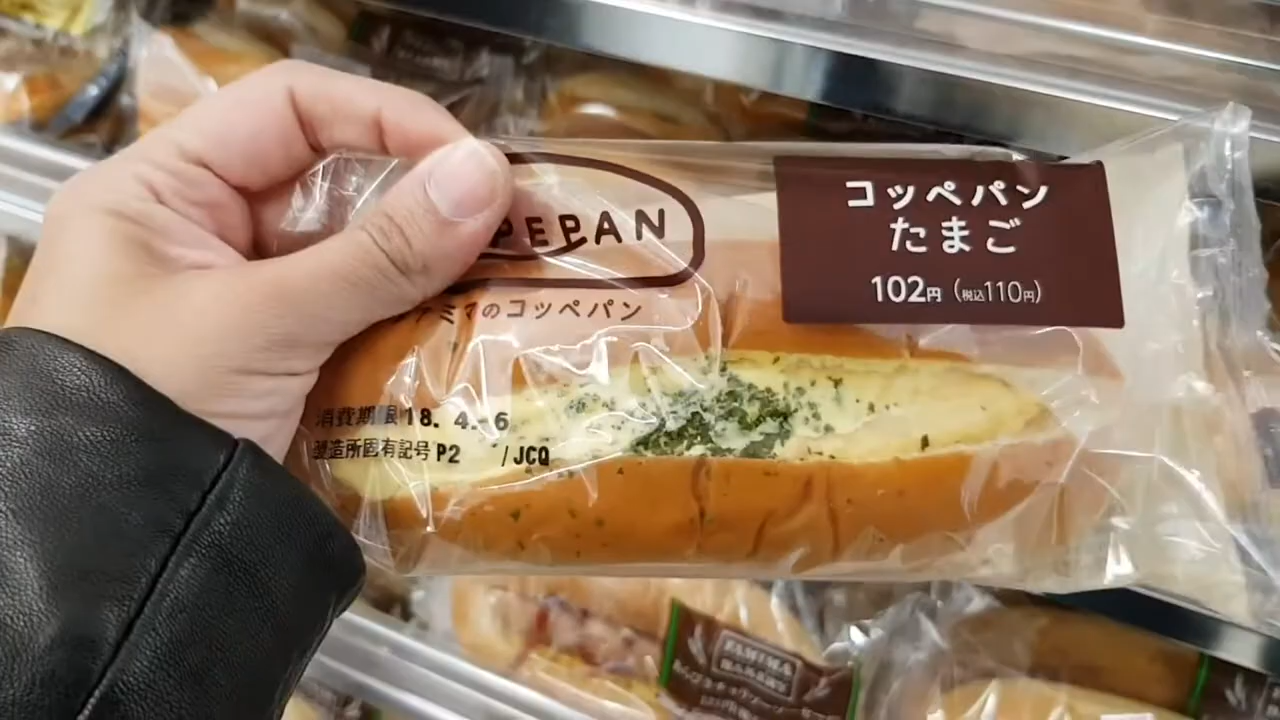 PEPAN
ァミマのコッペパン
コッペパン
たまご
102円 (税込110円)
消費期限 18. 4. -6
製造所固有記号 P2 / JCQ
FAMIMA